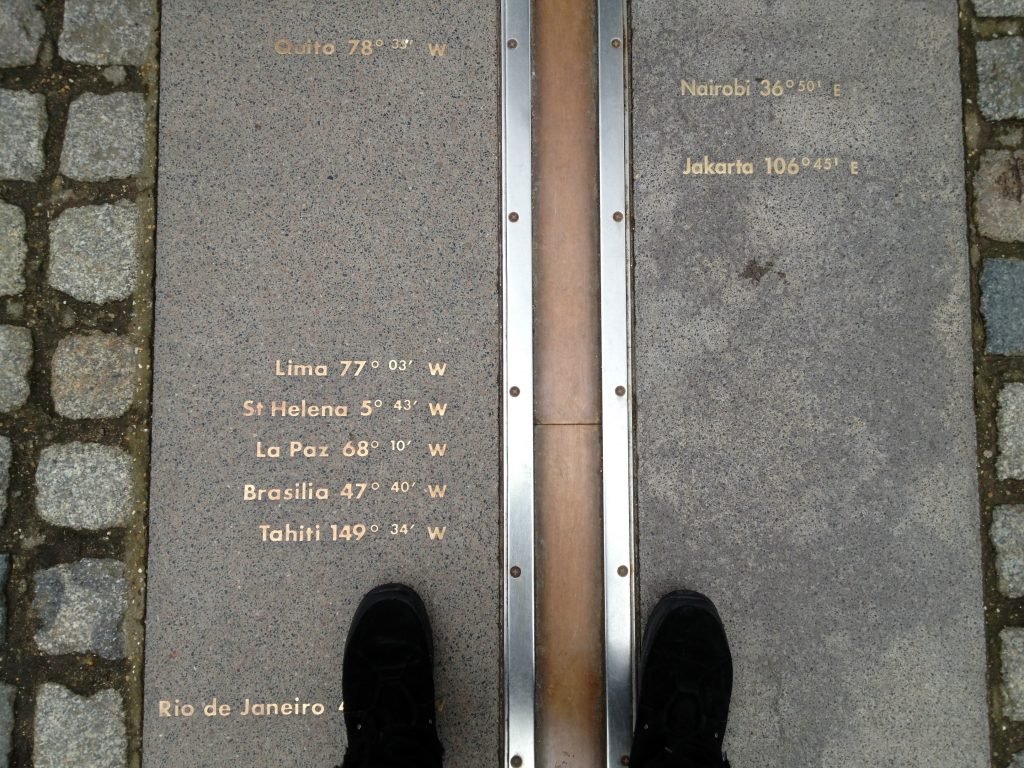 Quito 78° 35' W
Nairobi 36° 50' E
Jakarta 106° 45' E
Lima 77° 03' W
St Helena 5° 43' W
La Paz 68° 10' W
Brasilia 47° 40' W
Tahiti 149° 34' W
Rio de Janeiro